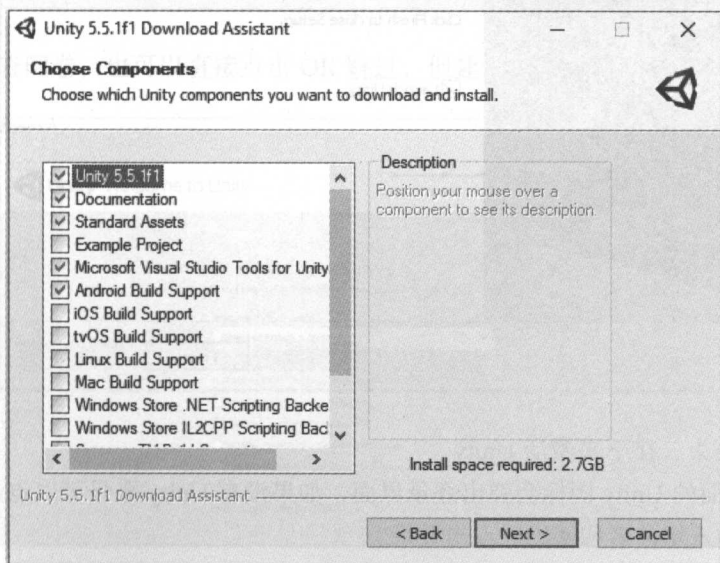 Unity 5.5.1f1 Download Assistant
Choose Components
Choose which Unity components you want to download and install.
Unity 5.5.1f1
Documentation
Standard Assets
Example Project
Microsoft Visual Studio Tools for Unity
Android Build Support
iOS Build Support
tvOS Build Support
Linux Build Support
Mac Build Support
Windows Store .NET Scripting Backe
Windows Store IL2CPP Scripting Bac
Description
Position your mouse over a
component to see its description.
Install space required: 2.7GB
Unity 5.5.1f1 Download Assistant
< Back
Next >
Cancel